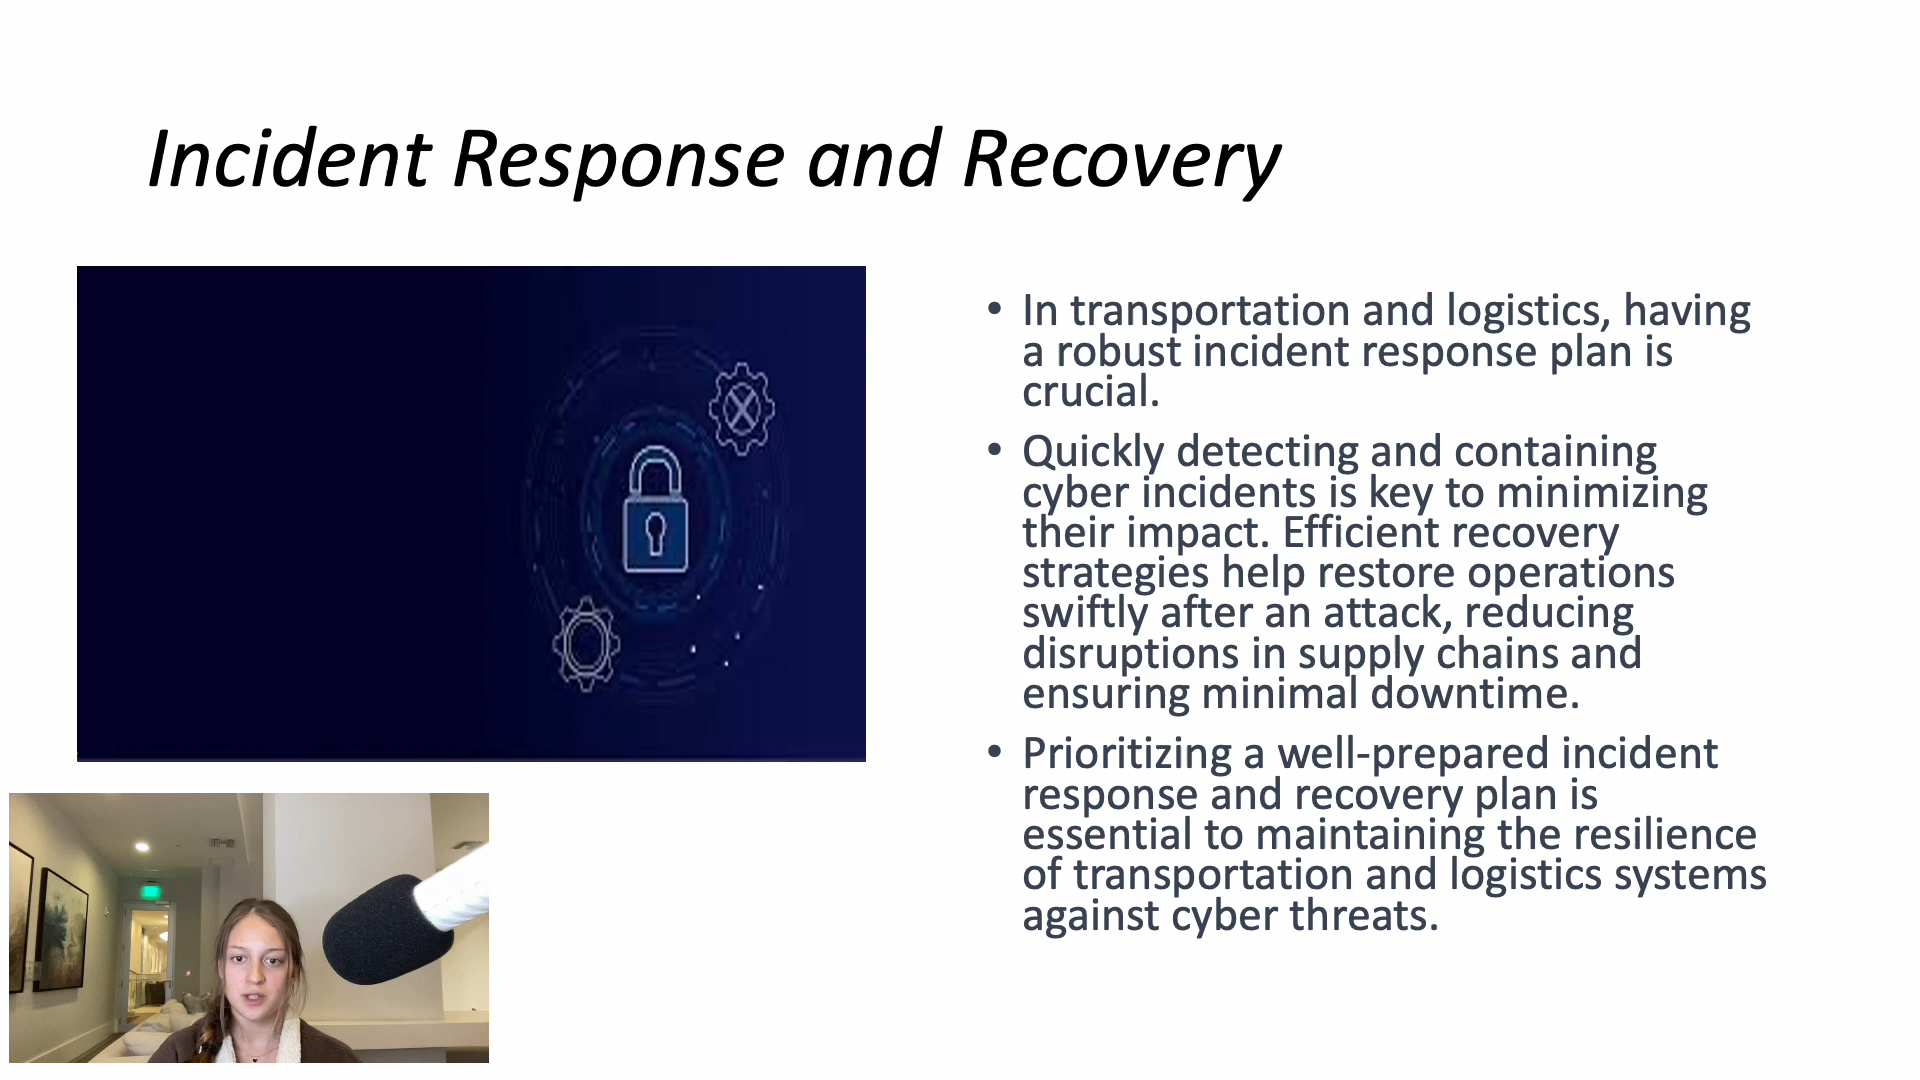 Incident Response and Recovery
• In transportation and logistics, having
a robust incident response plan is
crucial.
• Quickly detecting and containing
cyber incidents is key to minimizing
their impact. Efficient recovery
strategies help restore operations
swiftly after an attack, reducing
disruptions in supply chains and
ensuring minimal downtime.
• Prioritizing a well-prepared incident
response and recovery plan is
essential to maintaining the resilience
of transportation and logistics systems
against cyber threats.